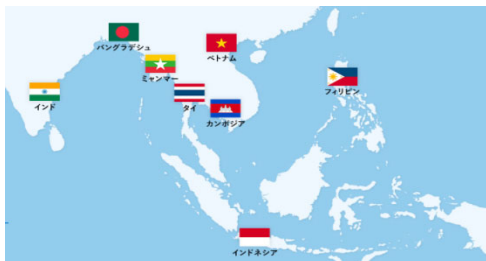 バングラデシュ
ベトナム
ミャンマー
フィリピン
インド
タイ
カンボジア
インドネシア